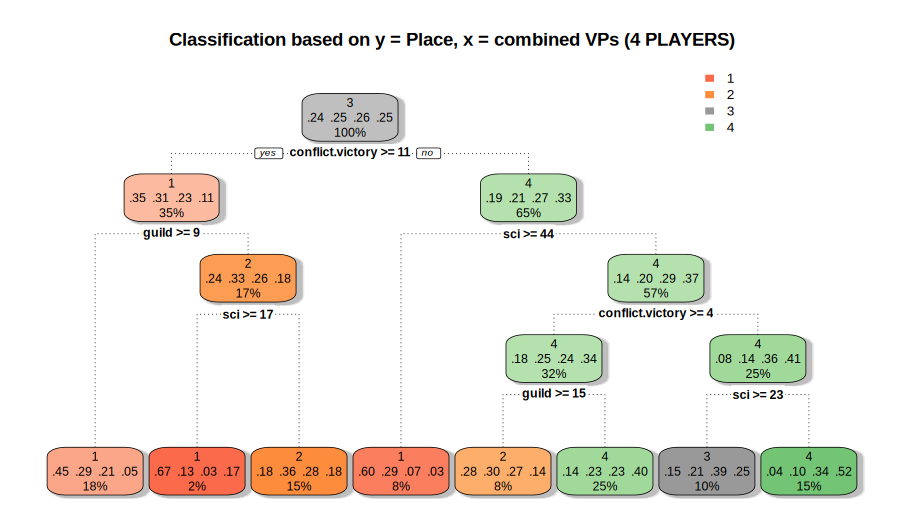 Classification based on y = Place, x = combined VPs (4 PLAYERS)
1
2
3
4
3
.24 .25 .26 .25
100%
yes conflict.victory >= 11 no
1
.35 .31 .23 .11
35%
4
.19 .21 .27 .33
65%
guild >= 9
sci >= 44
2
.24 .33 .26 .18
17%
4
.14 .20 .29 .37
57%
sci >= 17
conflict.victory >= 4
4
.18 .25 .24 .34
32%
4
.08 .14 .36 .41
25%
guild >= 15
sci >= 23
1
.45 .29 .21 .05
18%
1
.67 .13 .03 .17
2%
2
.18 .36 .28 .18
15%
1
.60 .29 .07 .03
8%
2
.28 .30 .27 .14
8%
4
.14 .23 .23 .40
25%
3
.15 .21 .39 .25
10%
4
.04 .10 .34 .52
15%